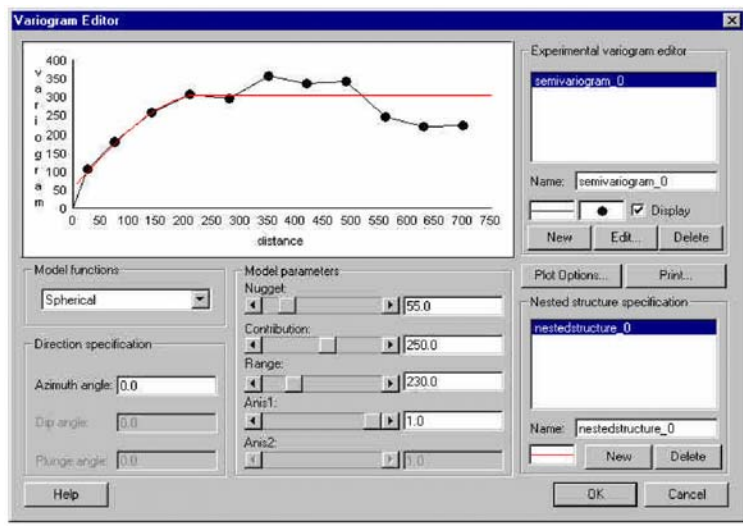 Variogram Editor
variogram
400
350
300
250
200
150
100
50
0
0 50 100 150 200 250 300 350 400 450 500 550 600 650 700 750
distance
Experimental variogram editor
semivariogram_0
Name: semivariogram_0
Display
New Edit... Delete
Model functions
Spherical
Direction specification
Azimuth angle: 0.0
Dip angle: 0.0
Plunge angle: 0.0
Model parameters
Nugget:
55.0
Contribution:
250.0
Range:
230.0
Anis1:
1.0
Anis2:
1.0
Plot Options... Print...
Nested structure specification
nestedstructure_0
Name: nestedstructure_0
New Delete
Help OK Cancel